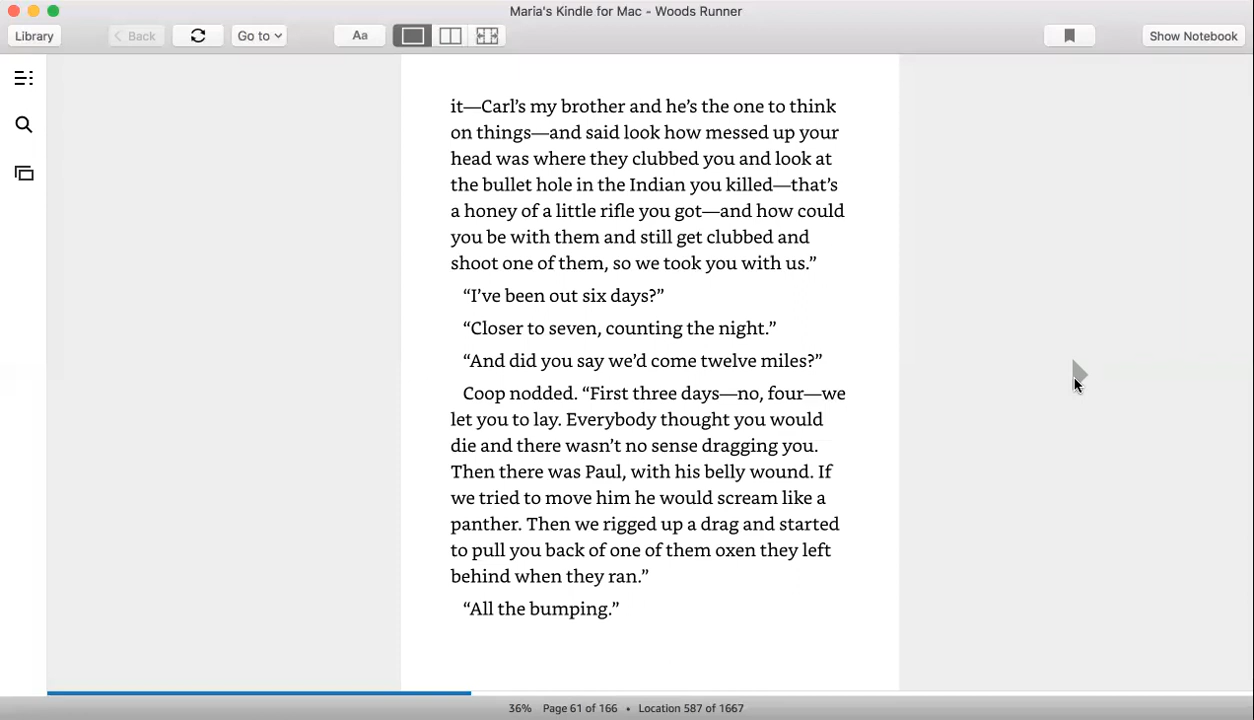 Maria's Kindle for Mac - Woods Runner
Library
Back
Go to
Aa
Show Notebook
it—Carl’s my brother and he’s the one to think
on things—and said look how messed up your
head was where they clubbed you and look at
the bullet hole in the Indian you killed—that’s
a honey of a little rifle you got—and how could
you be with them and still get clubbed and
shoot one of them, so we took you with us.”
“I’ve been out six days?”
“Closer to seven, counting the night.”
“And did you say we’d come twelve miles?”
Coop nodded. “First three days—no, four—we
let you to lay. Everybody thought you would
die and there wasn’t no sense dragging you.
Then there was Paul, with his belly wound. If
we tried to move him he would scream like a
panther. Then we rigged up a drag and started
to pull you back of one of them oxen they left
behind when they ran.”
“All the bumping.”
36% Page 61 of 166 • Location 587 of 1667